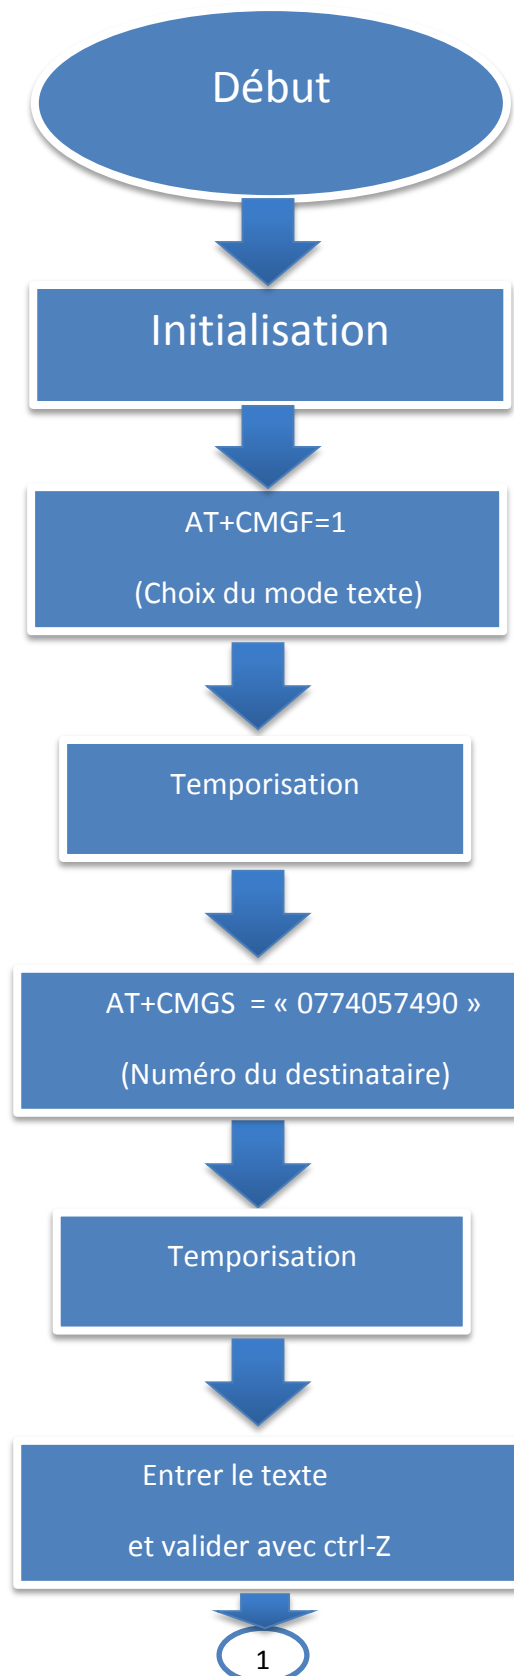 Début
Initialisation
AT+CMGF=1
(Choix du mode texte)
Temporisation
AT+CMGS = « 0774057490 »
(Numéro du destinataire)
Temporisation
Entrer le texte
et valider avec ctrl-Z
1